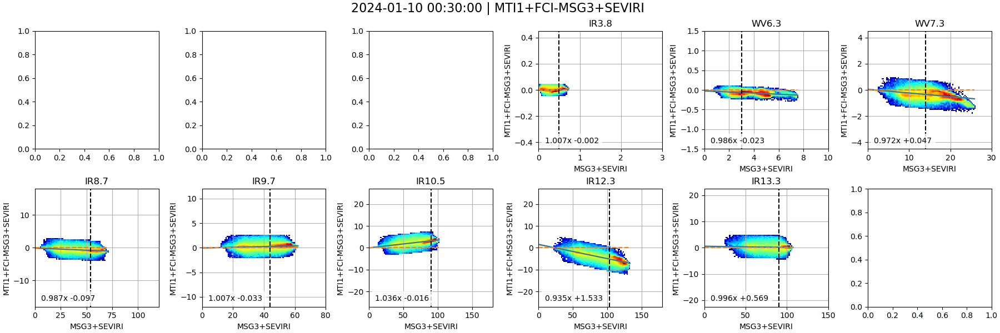 2024-01-10 00:30:00 | MTI1+FCI-MSG3+SEVIRI
1.0
0.8
0.6
0.4
0.2
0.0
0.0 0.2 0.4 0.6 0.8 1.0
1.0
0.8
0.6
0.4
0.2
0.0
0.0 0.2 0.4 0.6 0.8 1.0
1.0
0.8
0.6
0.4
0.2
0.0
0.0 0.2 0.4 0.6 0.8 1.0
IR3.8
MTI1+FCI-MSG3+SEVIRI
0.4
0.2
0.0
−0.2
−0.4
1.007x -0.002
0 1 2 3
MSG3+SEVIRI
WV6.3
MTI1+FCI-MSG3+SEVIRI
1.5
1.0
0.5
0.0
−0.5
−1.0
−1.5
0.986x -0.023
0 2 4 6 8 10
MSG3+SEVIRI
WV7.3
MTI1+FCI-MSG3+SEVIRI
4
2
0
−2
−4
0.972x +0.047
0 10 20 30
MSG3+SEVIRI
IR8.7
MTI1+FCI-MSG3+SEVIRI
10
0
−10
0.987x -0.097
0 25 50 75 100
MSG3+SEVIRI
IR9.7
MTI1+FCI-MSG3+SEVIRI
10
5
0
−5
−10
1.007x -0.033
0 20 40 60 80
MSG3+SEVIRI
IR10.5
MTI1+FCI-MSG3+SEVIRI
20
10
0
−10
−20
1.036x -0.016
0 50 100 150
MSG3+SEVIRI
IR12.3
MTI1+FCI-MSG3+SEVIRI
20
10
0
−10
−20
0.935x +1.533
0 50 100 150
MSG3+SEVIRI
IR13.3
MTI1+FCI-MSG3+SEVIRI
20
10
0
−10
−20
0.996x +0.569
0 50 100 150
MSG3+SEVIRI
1.0
0.8
0.6
0.4
0.2
0.0
0.0 0.2 0.4 0.6 0.8 1.0